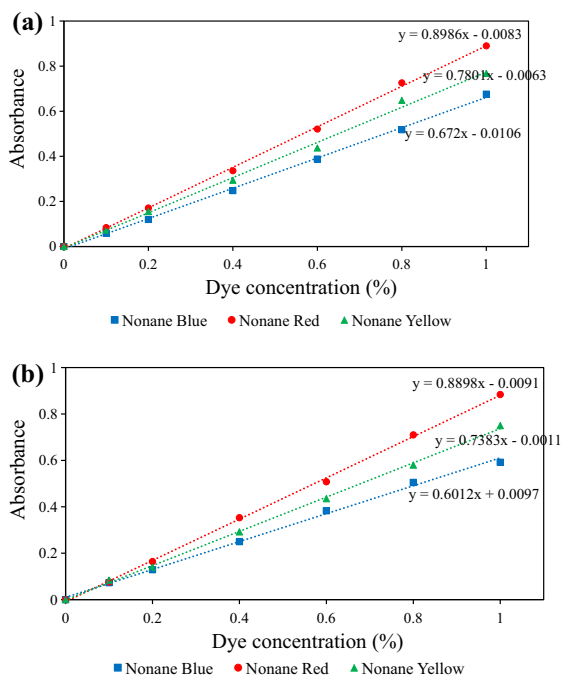 (a)
1
0.8
0.6
0.4
0.2
0
Absorbance
y = 0.8986x - 0.0083
y = 0.7801x - 0.0063
y = 0.672x - 0.0106
0 0.2 0.4 0.6 0.8 1
Dye concentration (%)
Nonane Blue Nonane Red Nonane Yellow
(b)
1
0.8
0.6
0.4
0.2
0
Absorbance
y = 0.8898x - 0.0091
y = 0.7383x - 0.0011
y = 0.6012x + 0.0097
0 0.2 0.4 0.6 0.8 1
Dye concentration (%)
Nonane Blue Nonane Red Nonane Yellow